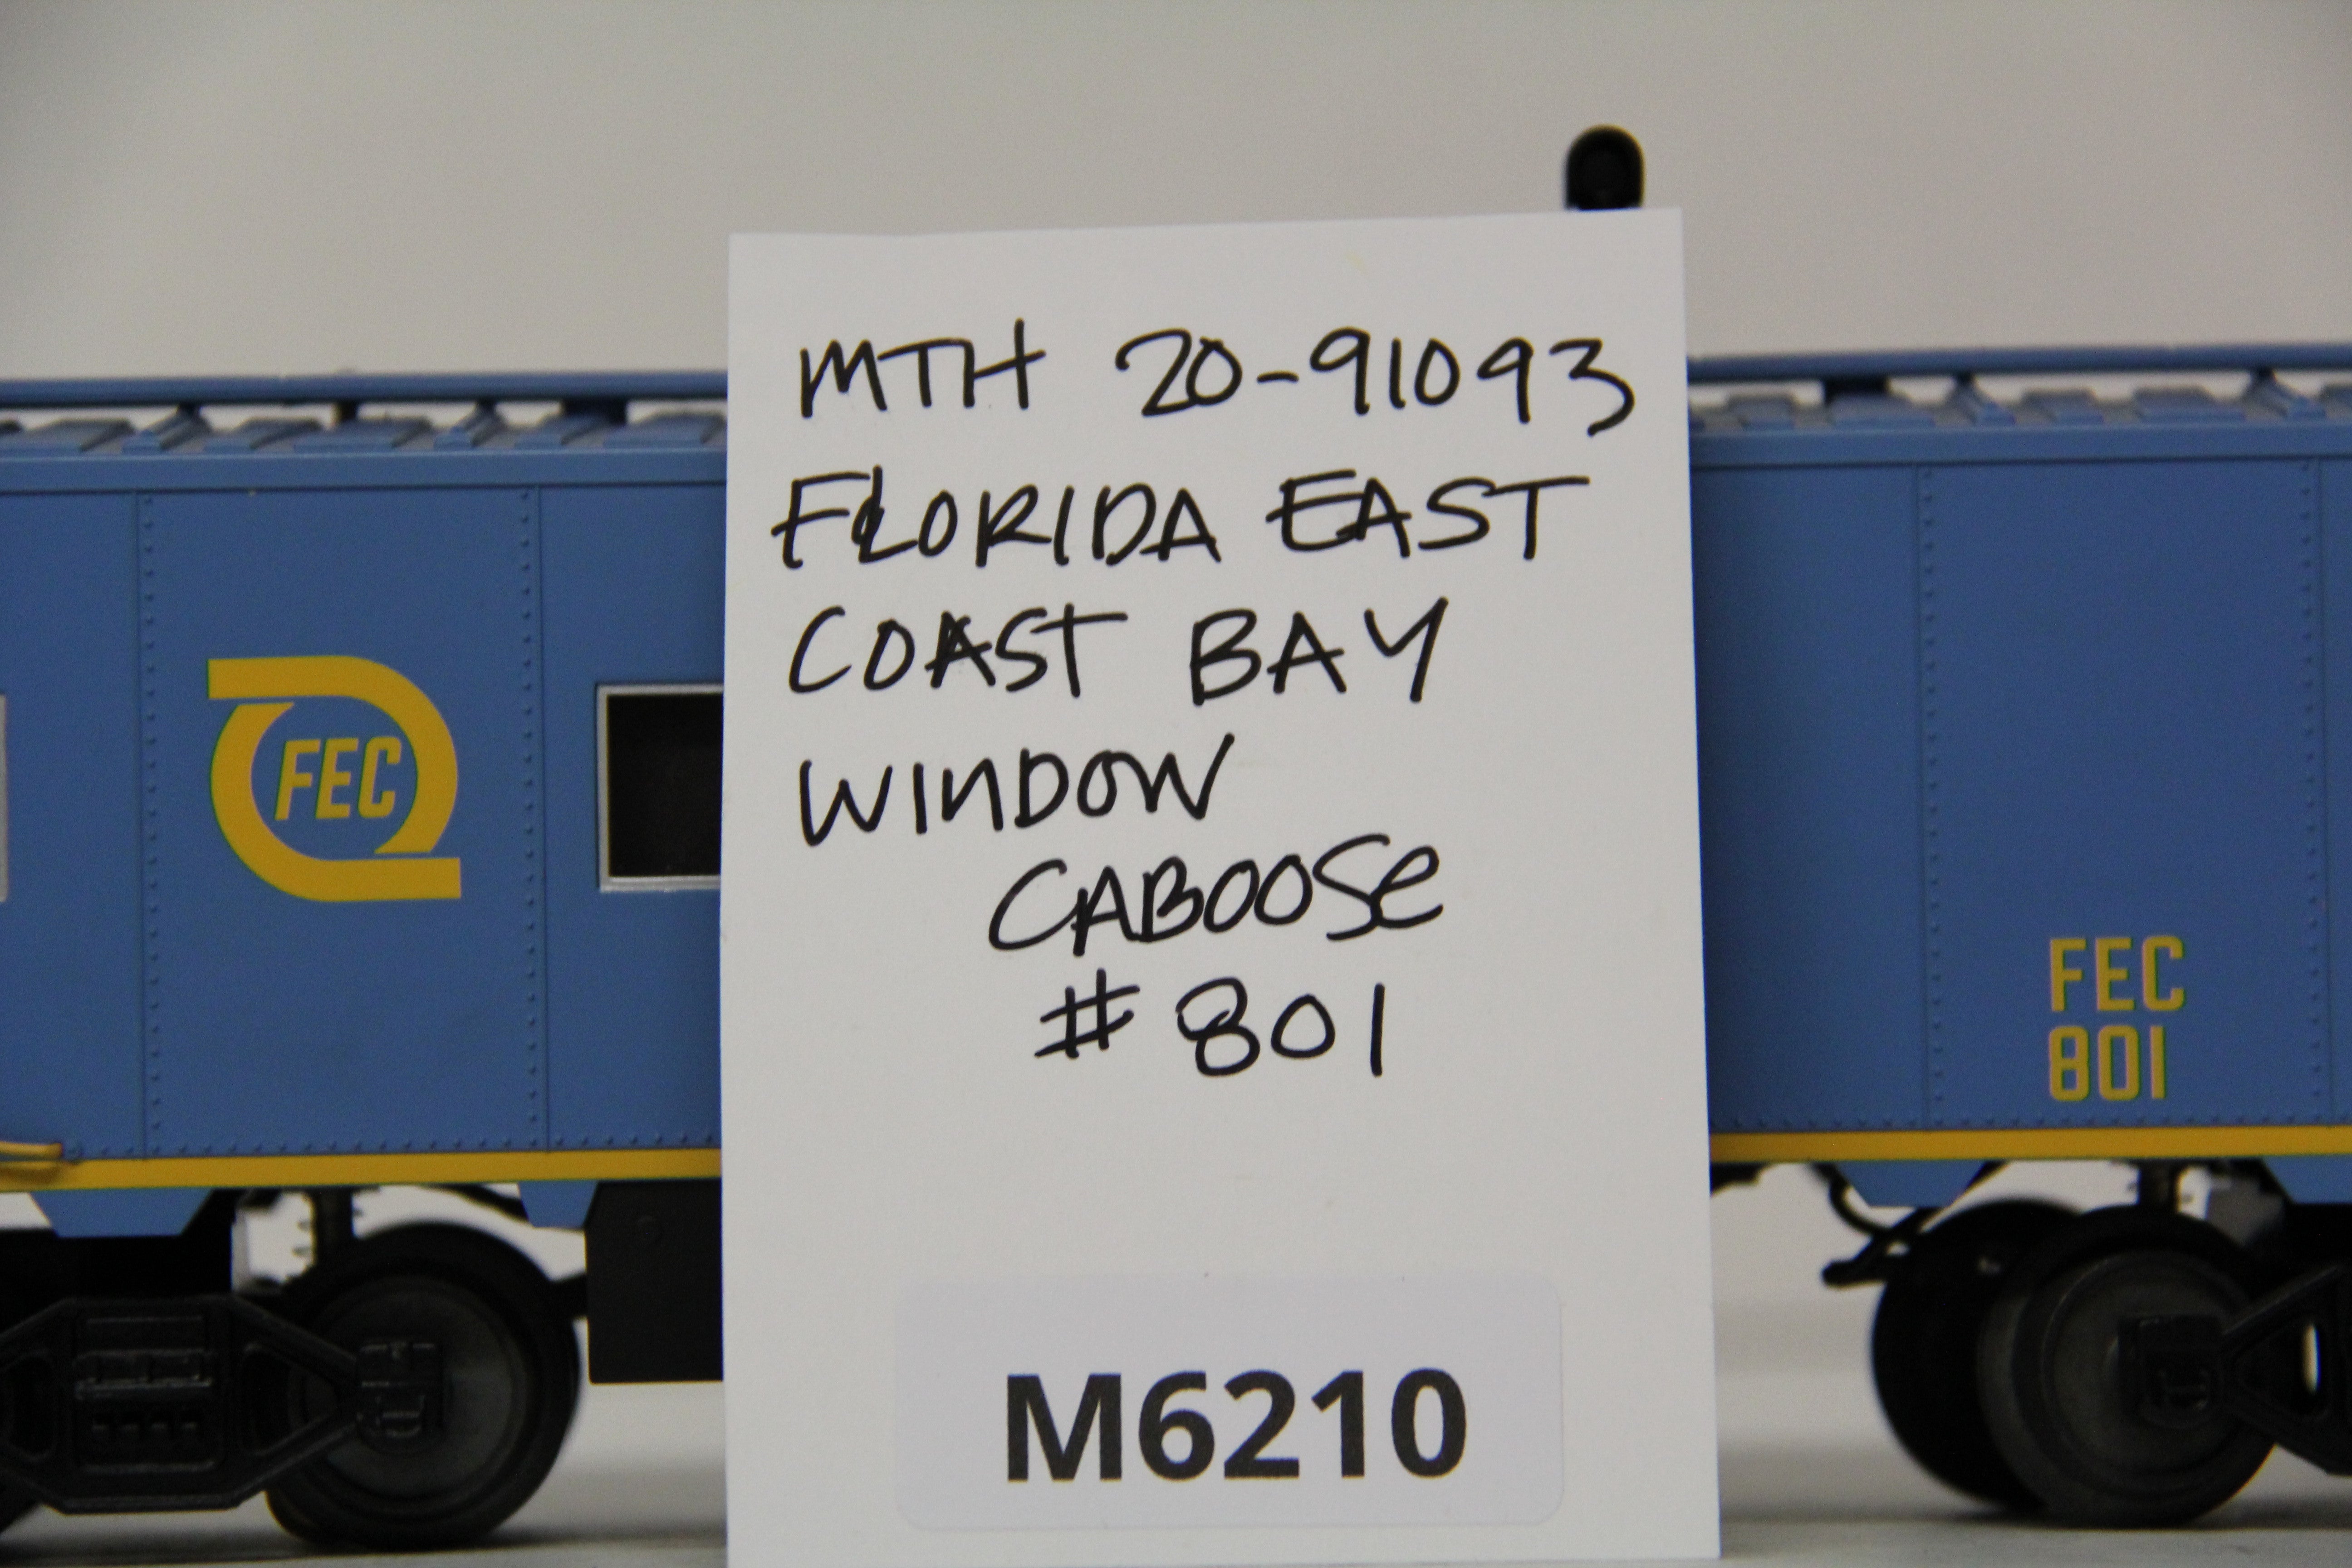 MTH 20-91093
FLORIDA EAST
COAST BAY
WINDOW
CABOOSE
# 801
M6210
FEC
FEC
801